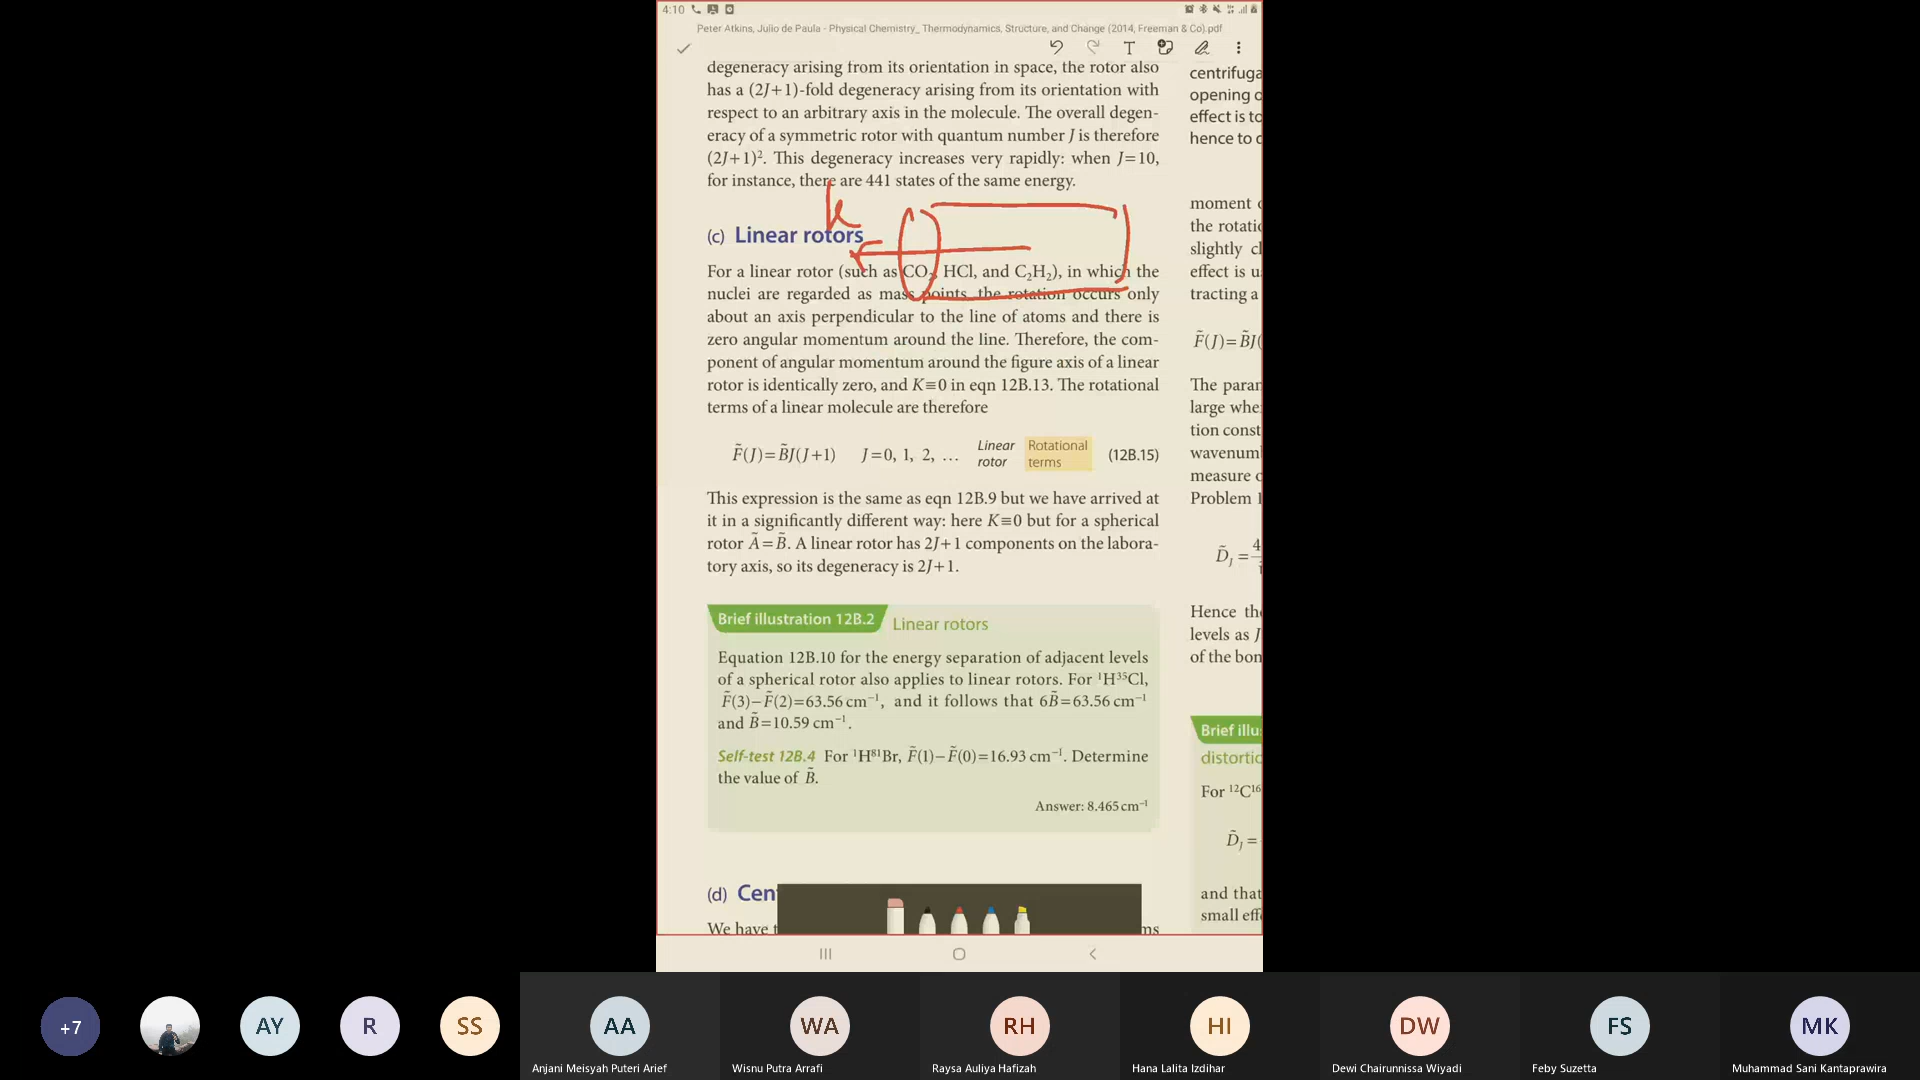 4:10
Peter Atkins, Julio de Paula - Physical Chemistry_ Thermodynamics, Structure, and Change (2014, Freeman & Co).pdf
degeneracy arising from its orientation in space, the rotor also
has a (2J+1)-fold degeneracy arising from its orientation with
respect to an arbitrary axis in the molecule. The overall degen-
eracy of a symmetric rotor with quantum number J is therefore
(2J+1)². This degeneracy increases very rapidly: when J=10,
for instance, there are 441 states of the same energy.
k
(c) Linear rotors
For a linear rotor (such as CO₂, HCl, and C₂H₂), in which the
nuclei are regarded as mass points, the rotation occurs only
about an axis perpendicular to the line of atoms and there is
zero angular momentum around the line. Therefore, the com-
ponent of angular momentum around the figure axis of a linear
rotor is identically zero, and K≡0 in eqn 12B.13. The rotational
terms of a linear molecule are therefore
F̃(J)=B̃J(J+1) J=0, 1, 2, … Linear rotor Rotational terms (12B.15)
This expression is the same as eqn 12B.9 but we have arrived at
it in a significantly different way: here K≡0 but for a spherical
rotor Ã=B̃. A linear rotor has 2J+1 components on the labora-
tory axis, so its degeneracy is 2J+1.
Brief illustration 12B.2 Linear rotors
Equation 12B.10 for the energy separation of adjacent levels
of a spherical rotor also applies to linear rotors. For ¹H³⁵Cl,
F̃(3)−F̃(2)=63.56 cm⁻¹, and it follows that 6B̃=63.56 cm⁻¹
and B̃=10.59 cm⁻¹.
Self-test 12B.4 For ¹H⁸¹Br, F̃(1)−F̃(0)=16.93 cm⁻¹. Determine
the value of B̃.
Answer: 8.465 cm⁻¹
(d) Cen
We have t
ms
centrifuga
opening o
effect is to
hence to c
moment o
the rotatio
slightly cl
effect is u
tracting a
F̃(J)=B̃J(
The paran
large whe
tion const
wavenuml
measure o
Problem
D̃J = 4
Hence the
levels as J
of the bon
Brief illu
distortic
For ¹²C¹⁶
D̃J =
and that
small effe
+7
AY
R
SS
AA
WA
RH
HI
DW
FS
MK
Anjani Meisyah Puteri Arief
Wisnu Putra Arrafi
Raysa Auliya Hafizah
Hana Lalita Izdihar
Dewi Chairunnissa Wiyadi
Feby Suzetta
Muhammad Sani Kantaprawira